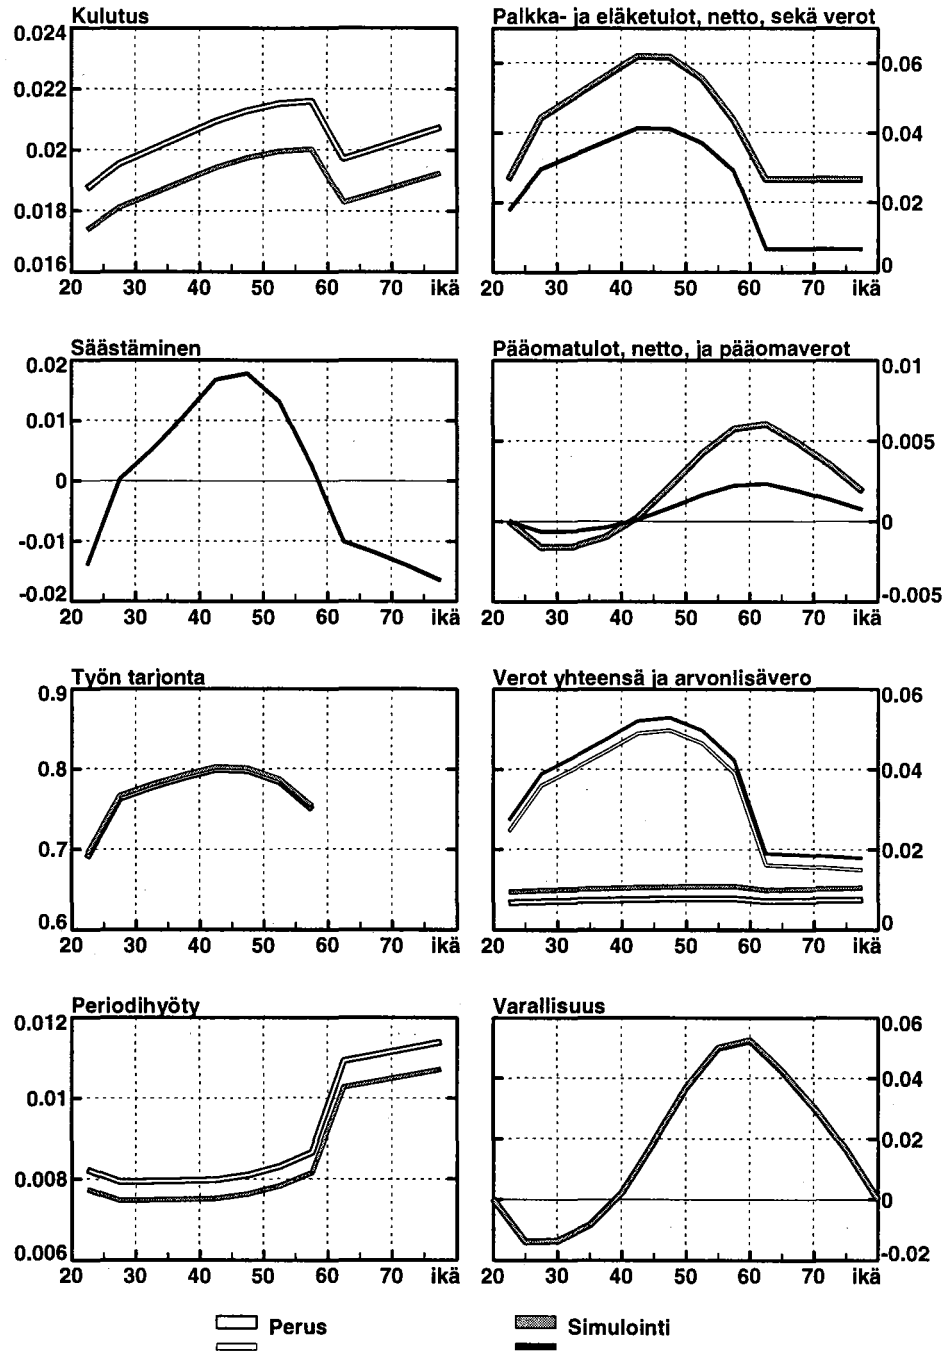 Kulutus
0.024
0.022
0.02
0.018
0.016
20 30 40 50 60 70 ikä
Palkka- ja eläketulot, netto, sekä verot
0.06
0.04
0.02
0
20 30 40 50 60 70 ikä
Säästäminen
0.02
0.01
0
-0.01
-0.02
20 30 40 50 60 70 ikä
Pääomatulot, netto, ja pääomaverot
0.01
0.005
0
-0.005
20 30 40 50 60 70 ikä
Työn tarjonta
0.9
0.8
0.7
0.6
20 30 40 50 60 70 ikä
Verot yhteensä ja arvonlisävero
0.06
0.04
0.02
0
20 30 40 50 60 70 ikä
Periodihyöty
0.012
0.01
0.008
0.006
20 30 40 50 60 70 ikä
Varallisuus
0.06
0.04
0.02
0
-0.02
20 30 40 50 60 70 ikä
Perus
Simulointi